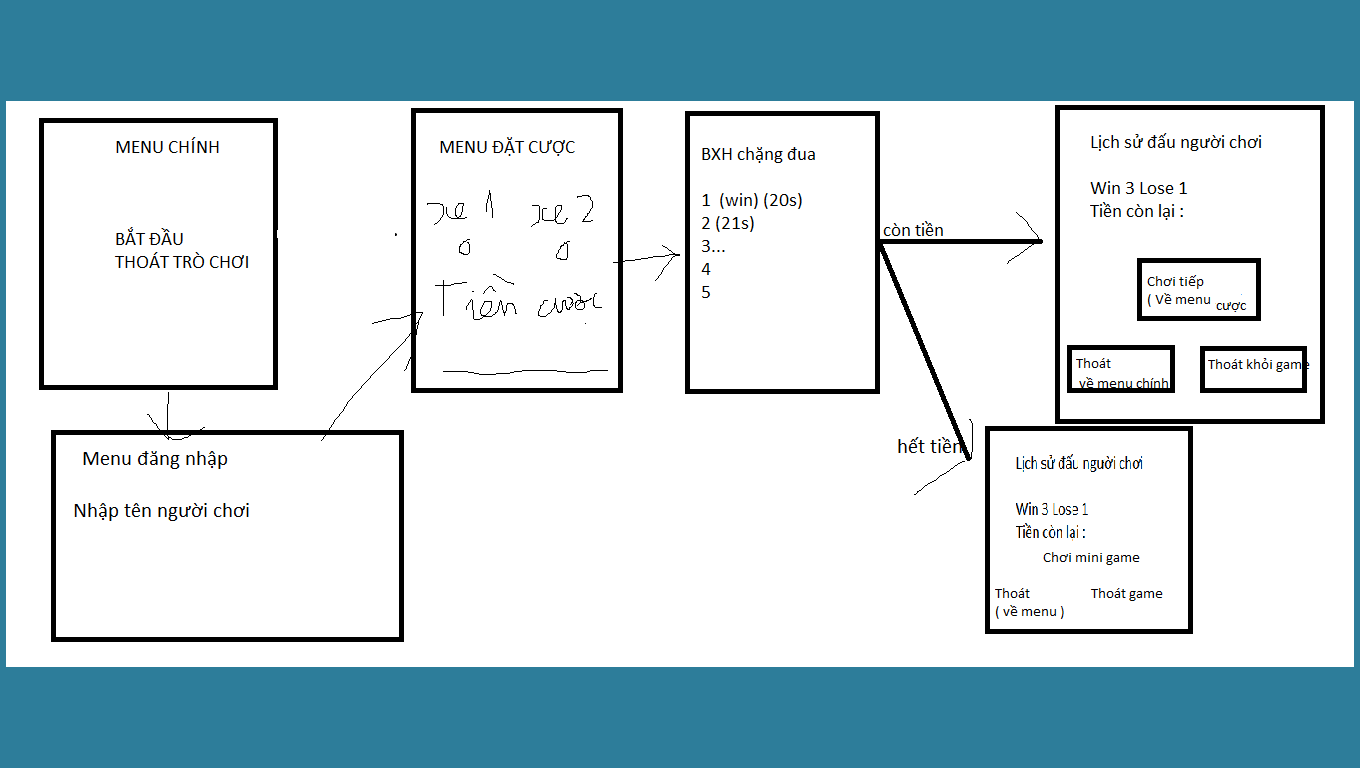 MENU CHÍNH
BẮT ĐẦU
THOÁT TRÒ CHƠI
Menu đăng nhập
Nhập tên người chơi
MENU ĐẶT CƯỢC
xe 1 xe 2
0 0
Tiền cược
BXH chặng đua
1 (win) (20s)
2 (21s)
3...
4
5
còn tiền
hết tiền
Lịch sử đấu người chơi
Win 3 Lose 1
Tiền còn lại :
Chơi tiếp
( Về menu cược
Thoát
về menu chính
Thoát khỏi game
Lịch sử đấu người chơi
Win 3 Lose 1
Tiền còn lại :
Chơi mini game
Thoát
( về menu )
Thoát game